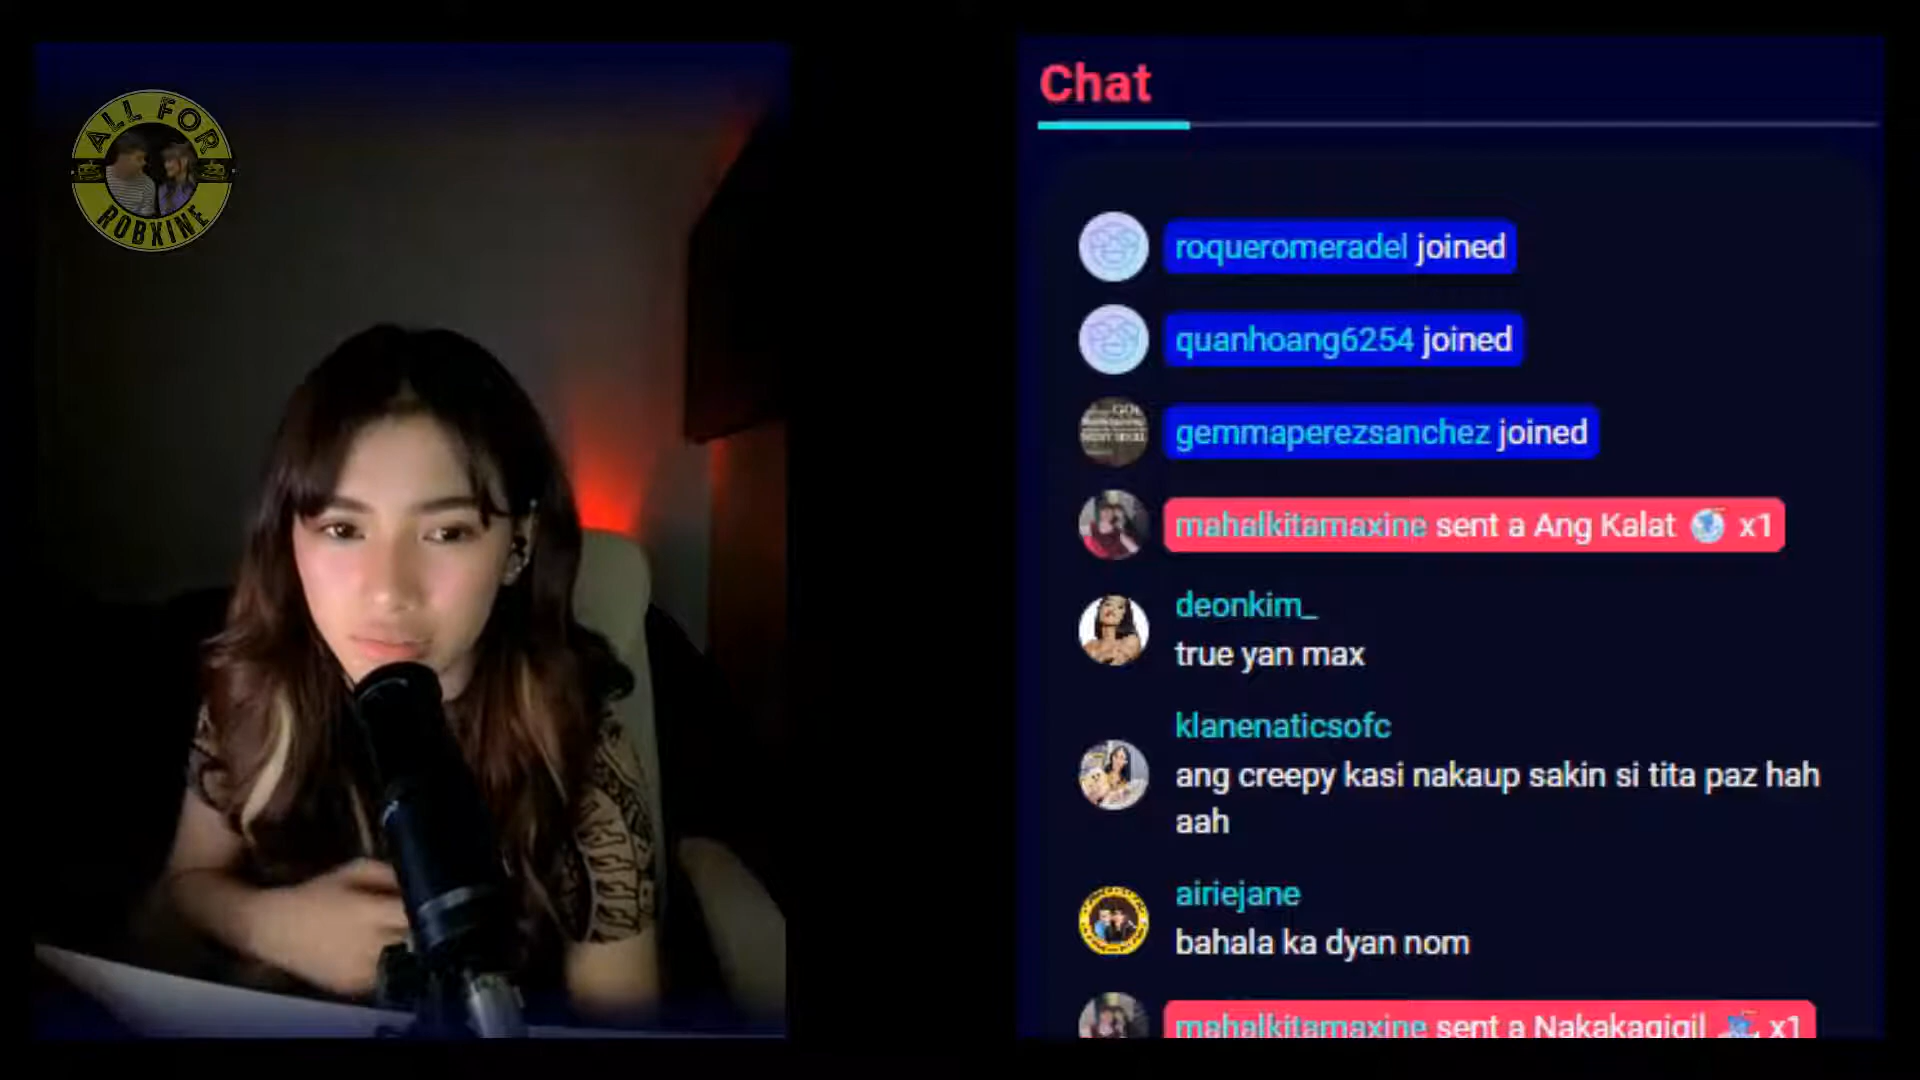 ALL FOR
ROBXINE
Chat
roqueromeradel joined
quanhoang6254 joined
gemmaperezsanchez joined
mahalkitamaxine sent a Ang Kalat x1
deonkim_
true yan max
klanenaticsofc
ang creepy kasi nakaup sakin si tita paz hah
aah
airiejane
bahala ka dyan nom
mahalkitamaxine sent a Nakakagigil x1